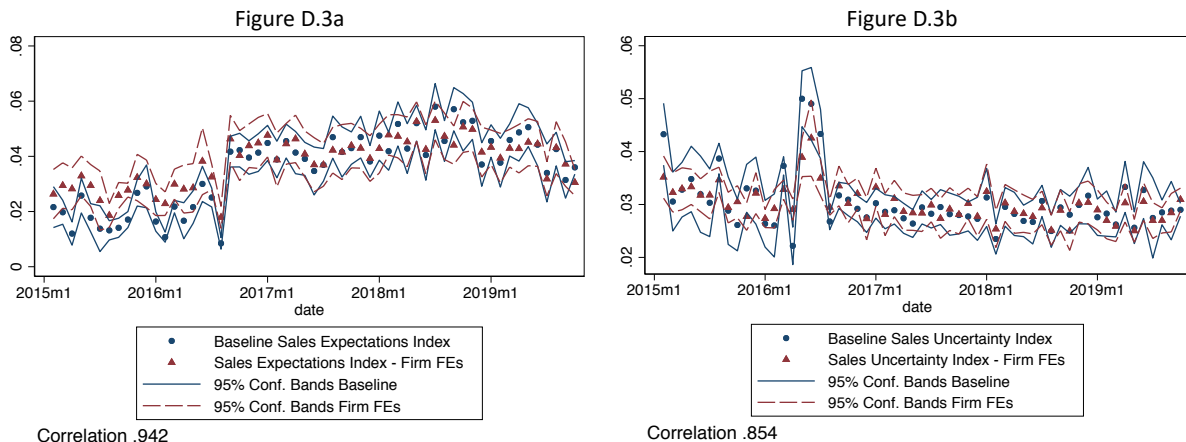 Figure D.3a
.08
.06
.04
.02
0
2015m1 2016m1 2017m1 2018m1 2019m1
date
Baseline Sales Expectations Index
Sales Expectations Index - Firm FEs
95% Conf. Bands Baseline
95% Conf. Bands Firm FEs
Correlation .942
Figure D.3b
.06
.05
.04
.03
.02
2015m1 2016m1 2017m1 2018m1 2019m1
date
Baseline Sales Uncertainty Index
Sales Uncertainty Index - Firm FEs
95% Conf. Bands Baseline
95% Conf. Bands Firm FEs
Correlation .854